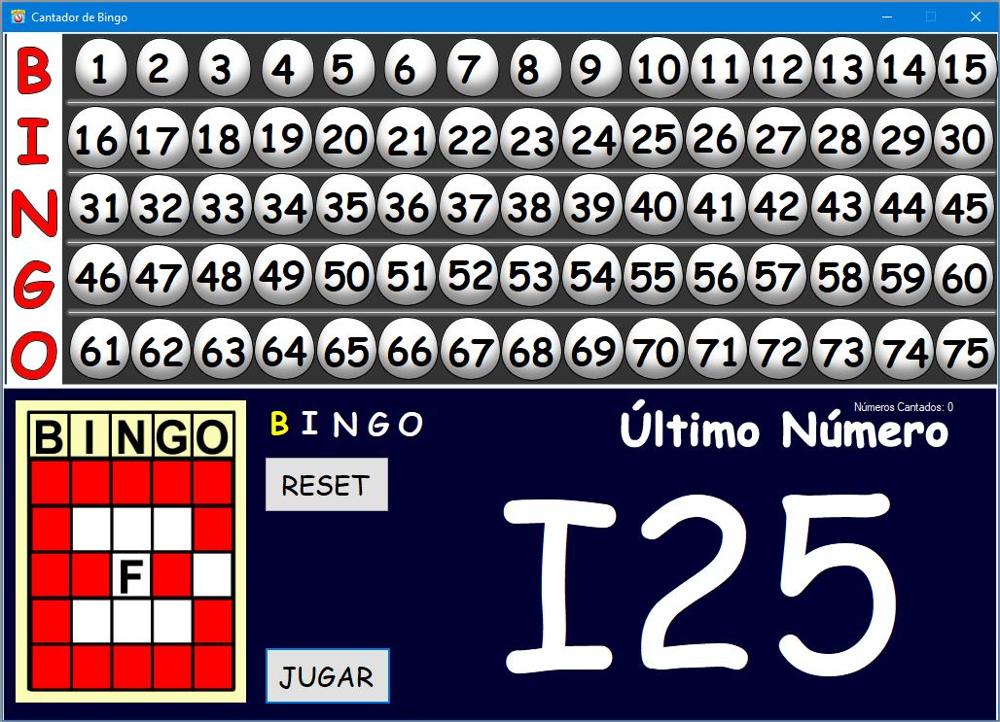 Cantador de Bingo
B 1 2 3 4 5 6 7 8 9 10 11 12 13 14 15
I 16 17 18 19 20 21 22 23 24 25 26 27 28 29 30
N 31 32 33 34 35 36 37 38 39 40 41 42 43 44 45
G 46 47 48 49 50 51 52 53 54 55 56 57 58 59 60
O 61 62 63 64 65 66 67 68 69 70 71 72 73 74 75
BINGO
F
B I N G O
RESET
JUGAR
Números Cantados: 0
Último Número
I25